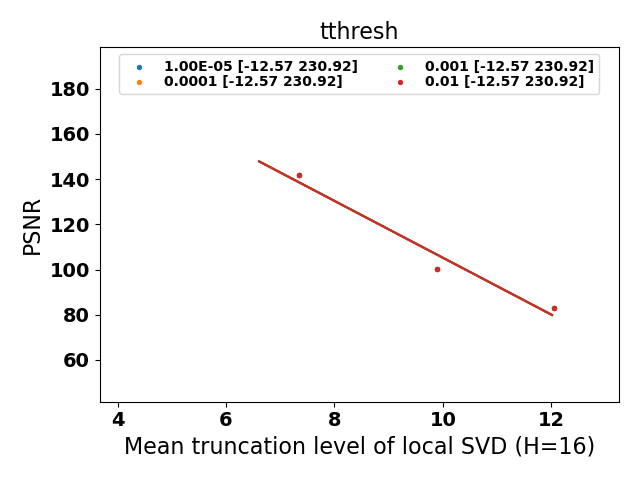 tthresh
1.00E-05 [-12.57 230.92]
0.0001 [-12.57 230.92]
0.001 [-12.57 230.92]
0.01 [-12.57 230.92]
PSNR
180
160
140
120
100
80
60
4 6 8 10 12
Mean truncation level of local SVD (H=16)